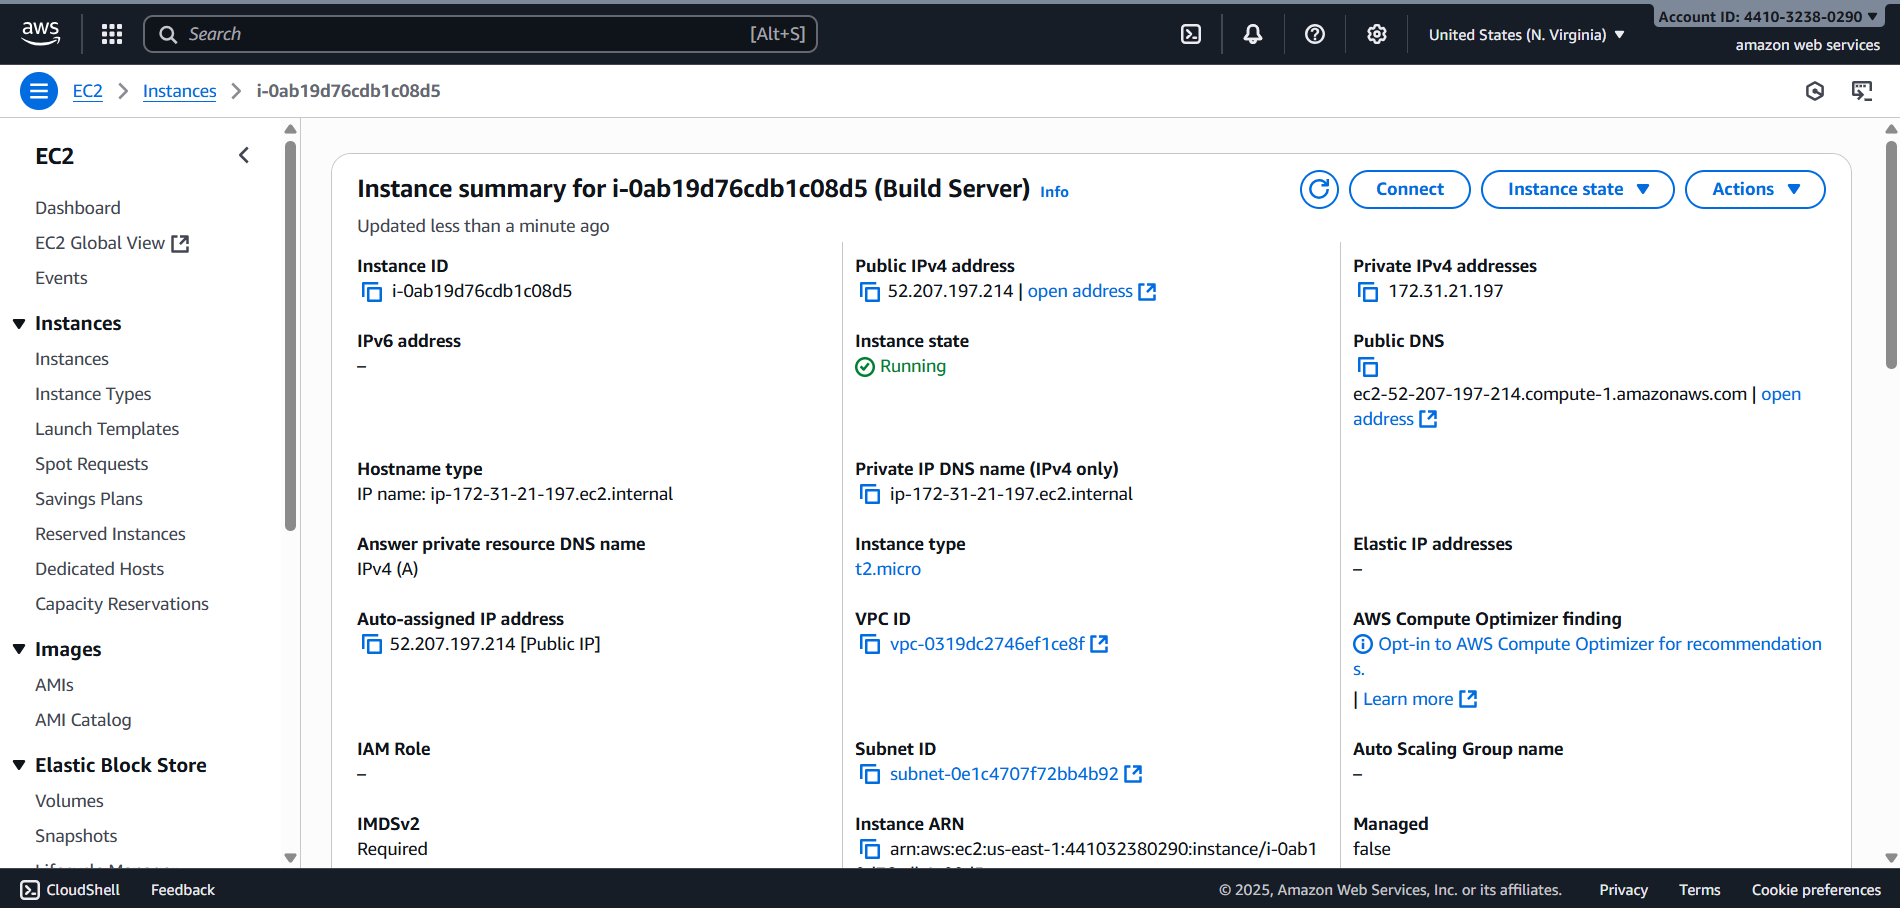 aws
Search [Alt+S]
United States (N. Virginia)
Account ID: 4410-3238-0290
amazon web services
EC2 Instances i-0ab19d76cdb1c08d5
EC2
Dashboard
EC2 Global View
Events
Instances
Instances
Instance Types
Launch Templates
Spot Requests
Savings Plans
Reserved Instances
Dedicated Hosts
Capacity Reservations
Images
AMIs
AMI Catalog
Elastic Block Store
Volumes
Snapshots
Instance summary for i-0ab19d76cdb1c08d5 (Build Server) Info
Updated less than a minute ago
Connect
Instance state
Actions
Instance ID
i-0ab19d76cdb1c08d5
Public IPv4 address
52.207.197.214 | open address
Private IPv4 addresses
172.31.21.197
IPv6 address
–
Instance state
Running
Public DNS
ec2-52-207-197-214.compute-1.amazonaws.com | open
address
Hostname type
IP name: ip-172-31-21-197.ec2.internal
Private IP DNS name (IPv4 only)
ip-172-31-21-197.ec2.internal
Answer private resource DNS name
IPv4 (A)
Instance type
t2.micro
Elastic IP addresses
–
Auto-assigned IP address
52.207.197.214 [Public IP]
VPC ID
vpc-0319dc2746ef1ce8f
AWS Compute Optimizer finding
Opt-in to AWS Compute Optimizer for recommendation
s.
| Learn more
IAM Role
–
Subnet ID
subnet-0e1c4707f72bb4b92
Auto Scaling Group name
–
IMDSv2
Required
Instance ARN
arn:aws:ec2:us-east-1:441032380290:instance/i-0ab1
Managed
false
CloudShell Feedback
© 2025, Amazon Web Services, Inc. or its affiliates. Privacy Terms Cookie preferences